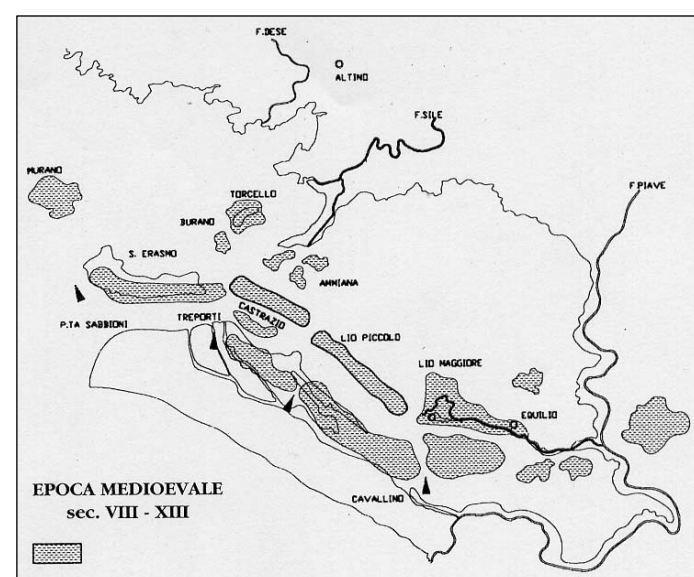 F.DESE
ALTINO
F.SILE
MURANO
TORCELLO
F.PIAVE
BURANO
S. ERASMO
AMNIANA
CASTRAZIO
P.TA SABBIONI
TREPORTI
LIO PICCOLO
LIO MAGGIORE
EQUILIO
EPOCA MEDIOEVALE
sec. VIII - XIII
CAVALLINO